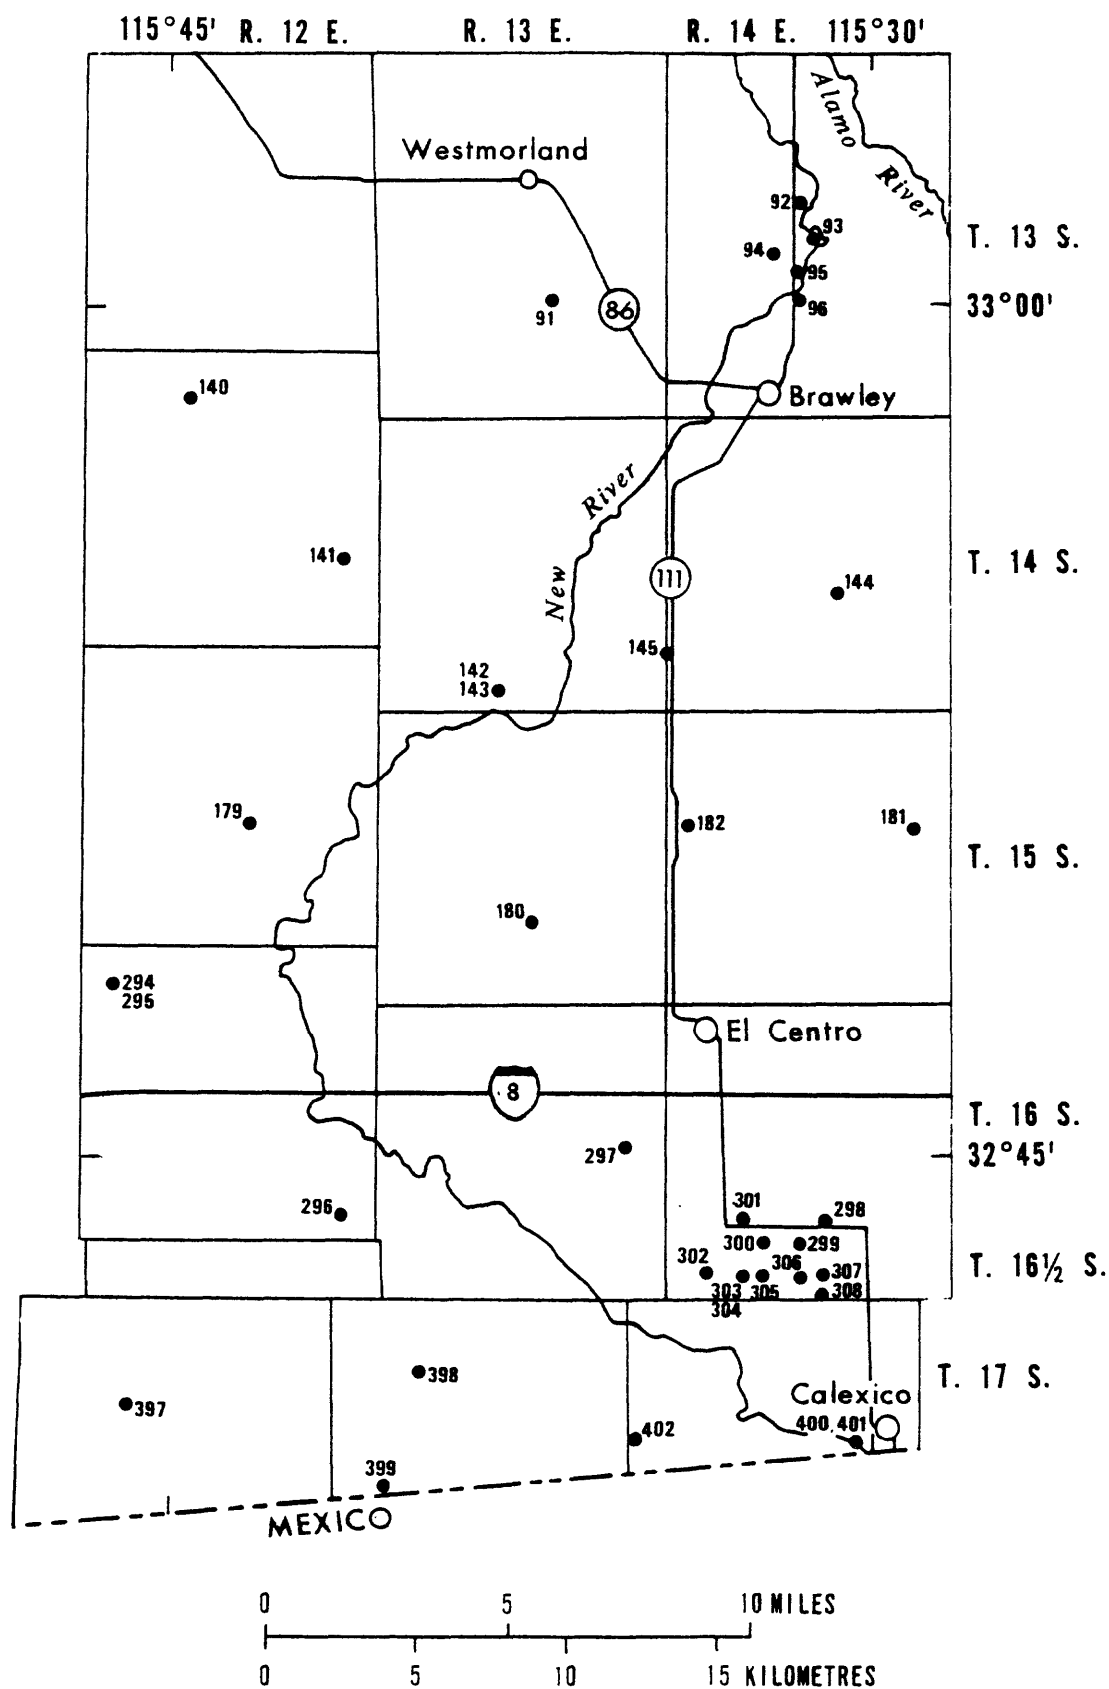 115°45' R. 12 E. R. 13 E. R. 14 E. 115°30'
Alamo River
Westmorland
92
93
T. 13 S.
94
95
33°00'
96
91
86
140
Brawley
New River
141
T. 14 S.
111
144
145
142
143
179
182
181
T. 15 S.
180
294
295
El Centro
8
T. 16 S.
32°45'
297
296
301
298
300
299
302
306
307
T. 16½ S.
303
305
308
304
398
T. 17 S.
397
Calexico
400, 401
402
399
MEXICO
0 5 10 MILES
0 5 10 15 KILOMETRES